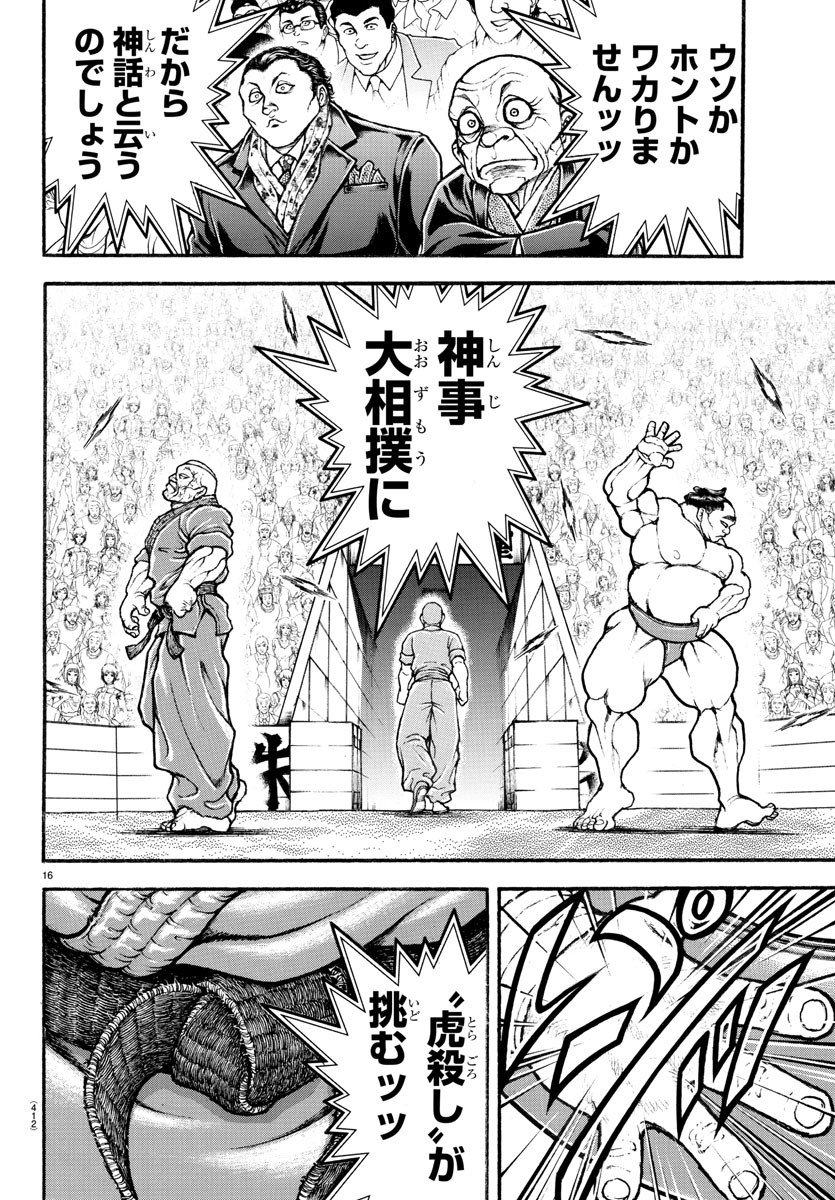 ウソか
ホントか
ワカりま
せんッッ
だから
神話と云う
のでしょう
神事
大相撲に
〝虎殺し〟が
挑むッッ
16
(412)